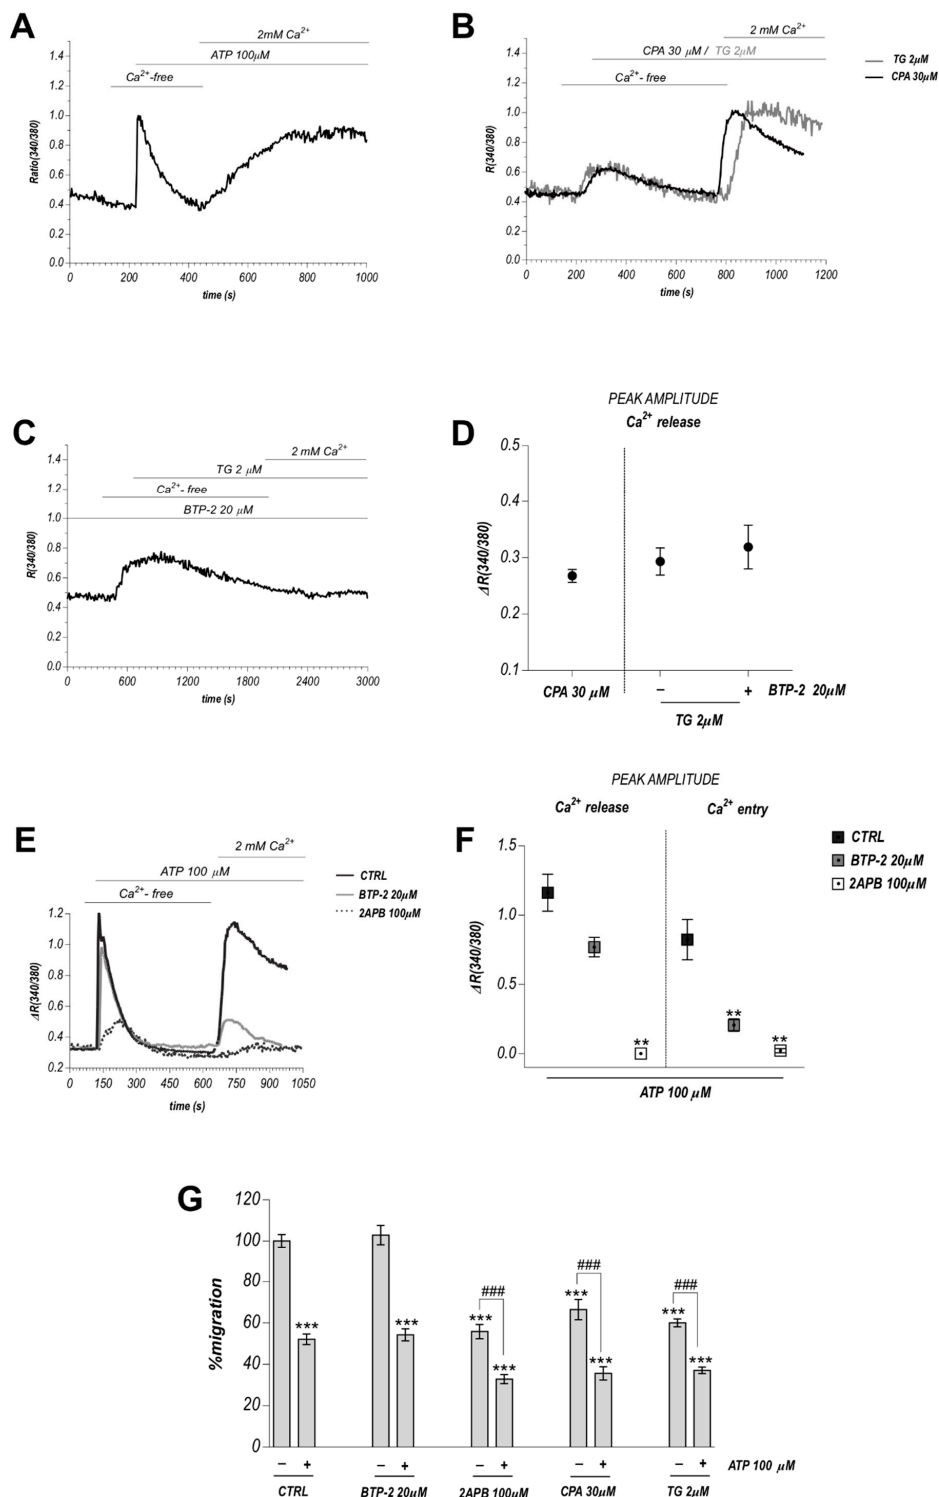 A
2mM Ca2+
ATP 100μM
Ca2+-free
1.4
1.2
1.0
0.8
0.6
0.4
0.2
0.0
Ratio(340/380)
0 200 400 600 800 1000
time (s)
B
2 mM Ca2+
CPA 30 μM / TG 2μM
Ca2+- free
TG 2μM
CPA 30μM
1.4
1.2
1.0
0.8
0.6
0.4
0.2
0.0
R(340/380)
0 200 400 600 800 1000 1200
time (s)
C
2 mM Ca2+
TG 2 μM
Ca2+- free
BTP-2 20 μM
1.4
1.2
1.0
0.8
0.6
0.4
0.2
0.0
R(340/380)
0 600 1200 1800 2400 3000
time (s)
PEAK AMPLITUDE
D
Ca2+ release
0.5
0.4
0.3
0.2
0.1
ΔR(340/380)
CPA 30 μM
– + BTP-2 20μM
TG 2μM
E
2 mM Ca2+
ATP 100 μM
Ca2+- free
CTRL
BTP-2 20μM
2APB 100μM
1.2
1.0
0.8
0.6
0.4
0.2
ΔR(340/380)
0 150 300 450 600 750 900 1050
time (s)
PEAK AMPLITUDE
F
Ca2+ release Ca2+ entry
CTRL
BTP-2 20μM
2APB 100μM
1.5
1.0
0.5
0.0
ΔR(340/380)
** ** **
ATP 100 μM
G
120
100
80
60
40
20
0
%migration
### ### ###
*** *** *** *** *** *** *** ***
– + – + – + – + – + ATP 100 μM
CTRL BTP-2 20μM 2APB 100μM CPA 30μM TG 2μM